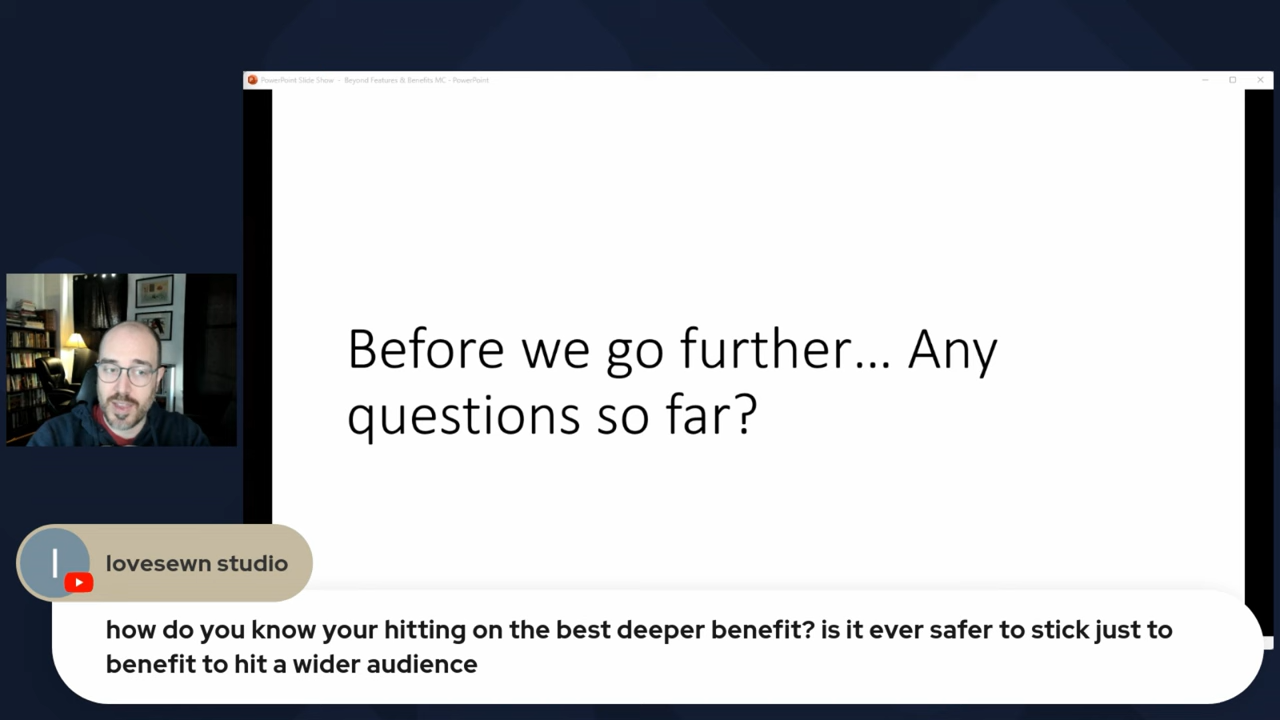 PowerPoint Slide Show - Beyond Features & Benefits MC - PowerPoint
Before we go further... Any
questions so far?
l
lovesewn studio
how do you know your hitting on the best deeper benefit? is it ever safer to stick just to
benefit to hit a wider audience